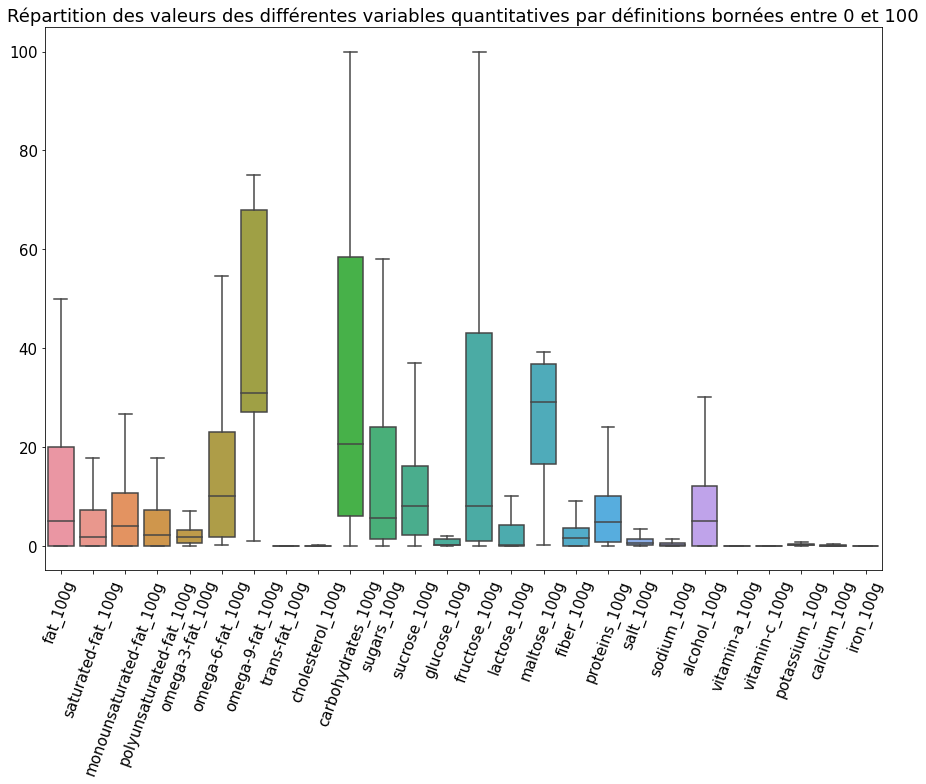 Répartition des valeurs des différentes variables quantitatives par définitions bornées entre 0 et 100
100
80
60
40
20
0
fat_100g
saturated-fat_100g
monounsaturated-fat_100g
polyunsaturated-fat_100g
omega-3-fat_100g
omega-6-fat_100g
omega-9-fat_100g
trans-fat_100g
cholesterol_100g
carbohydrates_100g
sugars_100g
sucrose_100g
glucose_100g
fructose_100g
lactose_100g
maltose_100g
fiber_100g
proteins_100g
salt_100g
sodium_100g
alcohol_100g
vitamin-a_100g
vitamin-c_100g
potassium_100g
calcium_100g
iron_100g